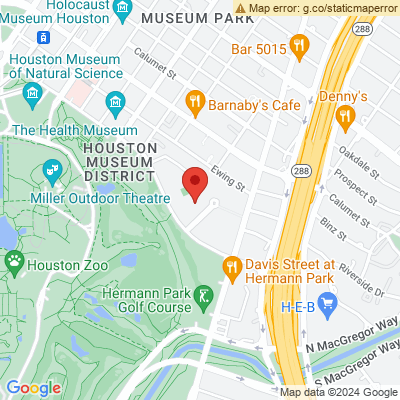 Map error: g.co/staticmaperror
Holocaust
Museum Houston
MUSEUM PARK
Calumet St
Bar 5015
288
Houston Museum
of Natural Science
Barnaby's Cafe
Denny's
The Health Museum
HOUSTON
MUSEUM
DISTRICT
Ewing St
288
Oakdale St
Prospect St
Calumet St
Binz St
Miller Outdoor Theatre
Riverside Dr
Houston Zoo
Davis Street at
Hermann Park
Hermann Park
Golf Course
H-E-B
N MacGregor Way
S MacGregor Way
Google
Map data ©2024 Google